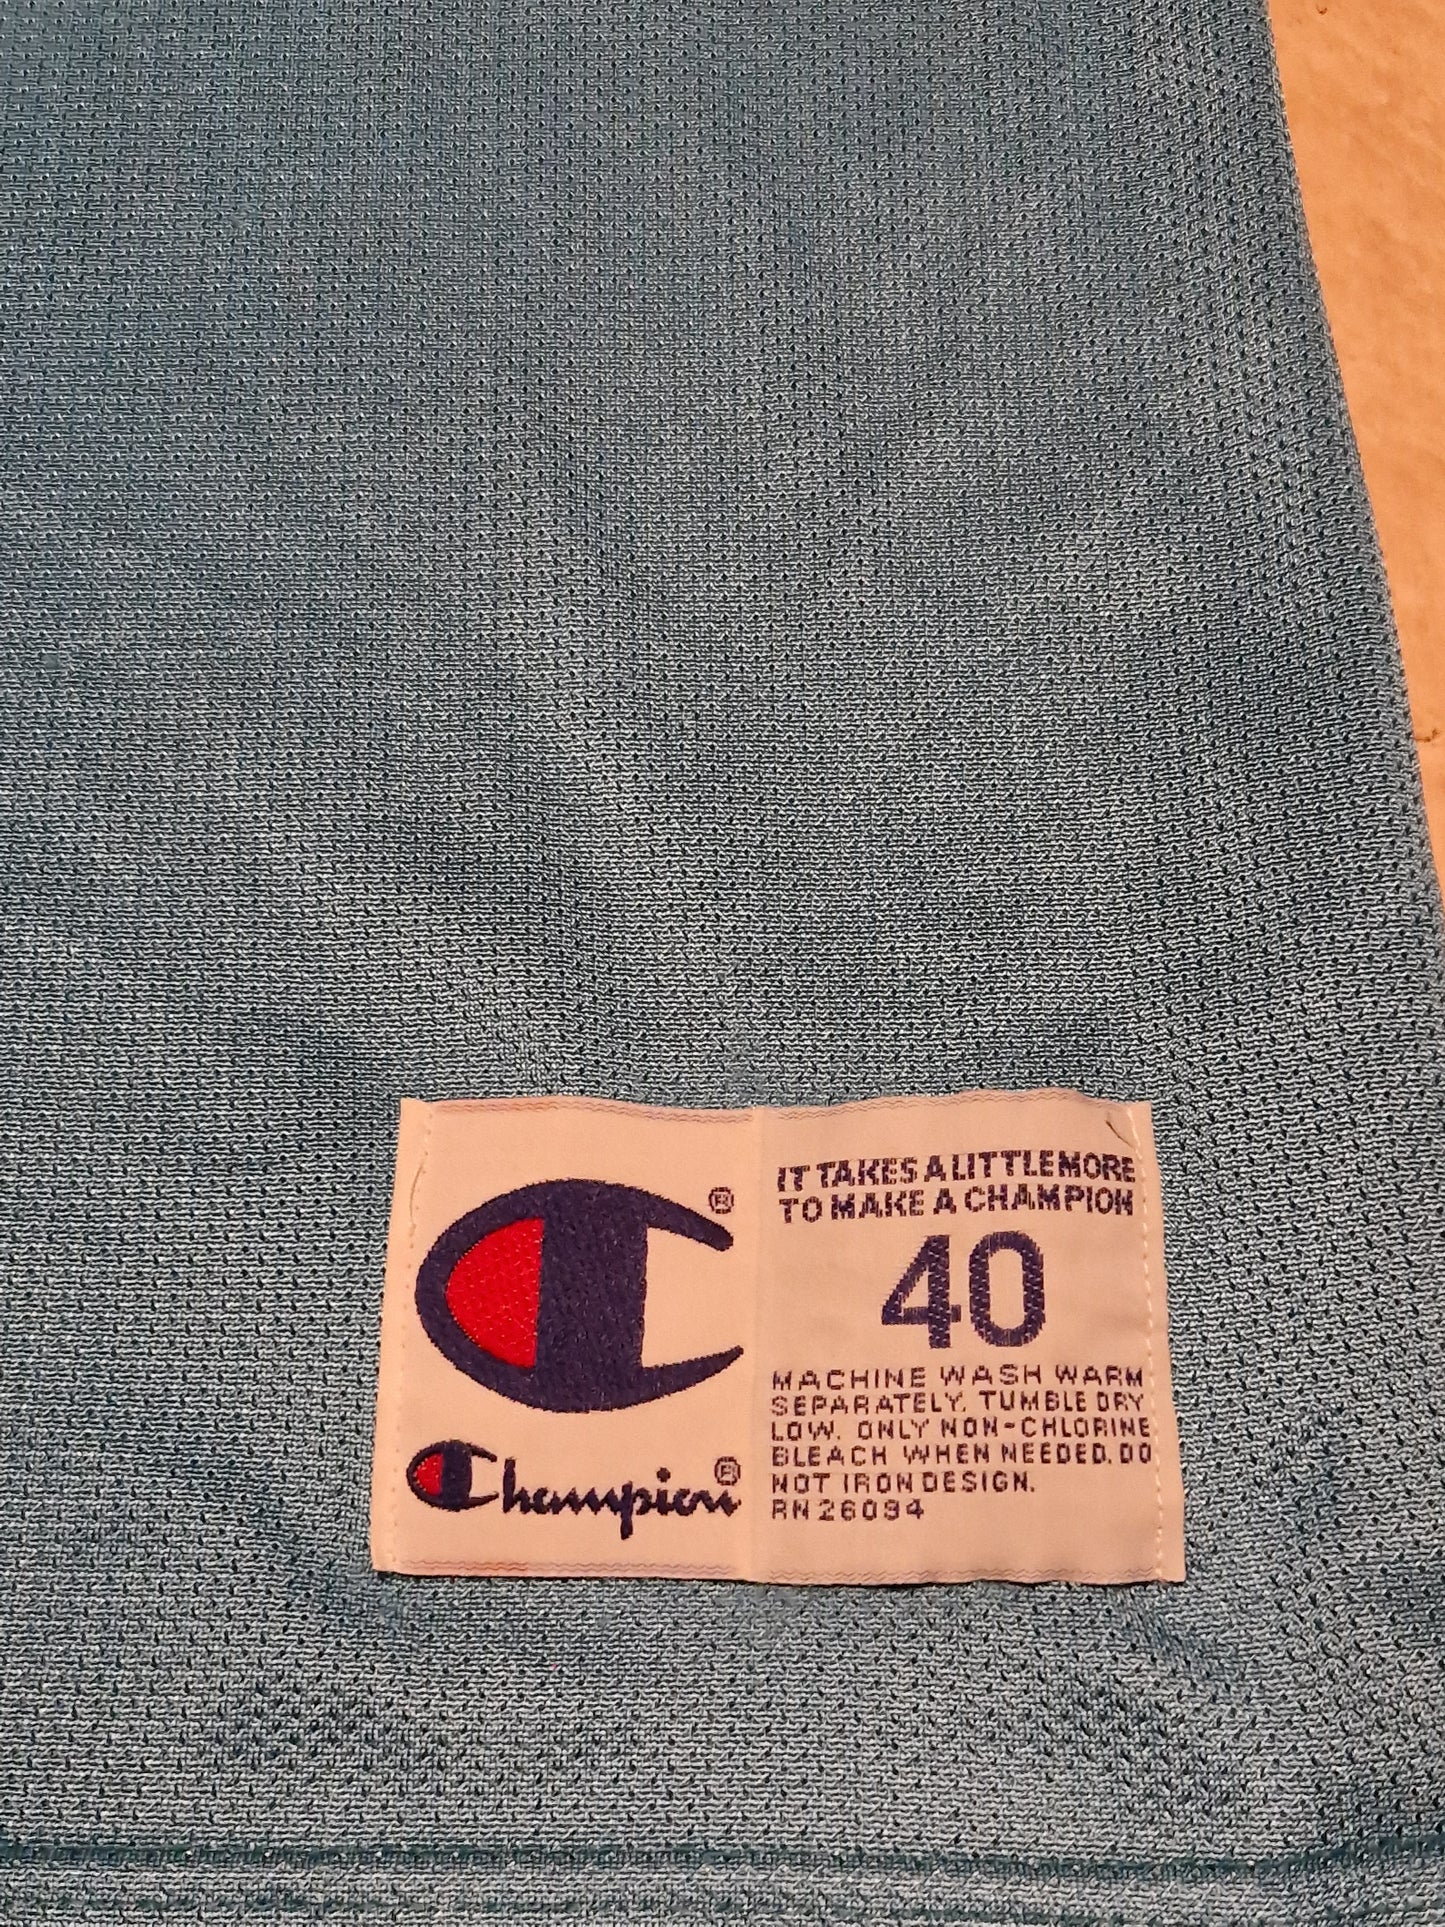 ®
Champion®
IT TAKES A LITTLE MORE
TO MAKE A CHAMPION
40
MACHINE WASH WARM
SEPARATELY. TUMBLE DRY
LOW. ONLY NON-CHLORINE
BLEACH WHEN NEEDED. DO
NOT IRON DESIGN.
RN 26094